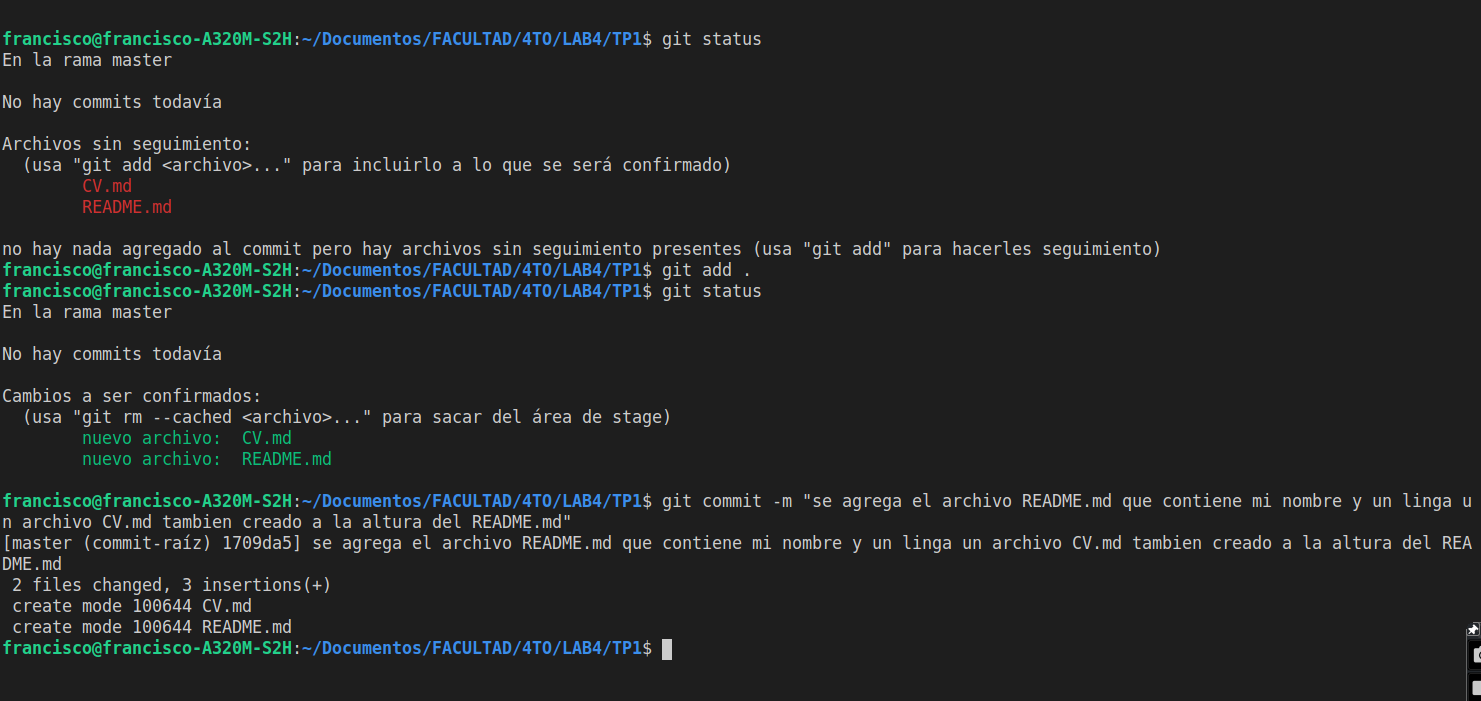 francisco@francisco-A320M-S2H:~/Documentos/FACULTAD/4TO/LAB4/TP1$ git status
En la rama master
No hay commits todavía
Archivos sin seguimiento:
  (usa "git add <archivo>..." para incluirlo a lo que se será confirmado)
        CV.md
        README.md
no hay nada agregado al commit pero hay archivos sin seguimiento presentes (usa "git add" para hacerles seguimiento)
francisco@francisco-A320M-S2H:~/Documentos/FACULTAD/4TO/LAB4/TP1$ git add .
francisco@francisco-A320M-S2H:~/Documentos/FACULTAD/4TO/LAB4/TP1$ git status
En la rama master
No hay commits todavía
Cambios a ser confirmados:
  (usa "git rm --cached <archivo>..." para sacar del área de stage)
        nuevo archivo:  CV.md
        nuevo archivo:  README.md
francisco@francisco-A320M-S2H:~/Documentos/FACULTAD/4TO/LAB4/TP1$ git commit -m "se agrega el archivo README.md que contiene mi nombre y un linga u
n archivo CV.md tambien creado a la altura del README.md"
[master (commit-raíz) 1709da5] se agrega el archivo README.md que contiene mi nombre y un linga un archivo CV.md tambien creado a la altura del REA
DME.md
 2 files changed, 3 insertions(+)
 create mode 100644 CV.md
 create mode 100644 README.md
francisco@francisco-A320M-S2H:~/Documentos/FACULTAD/4TO/LAB4/TP1$